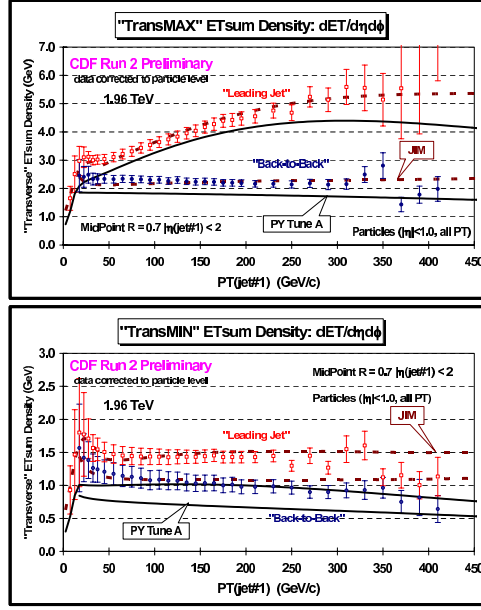 "TransMAX" ETsum Density: dET/dηdϕ
7.0
6.0
5.0
4.0
3.0
2.0
1.0
0.0
"Transverse" ETsum Density (GeV)
CDF Run 2 Preliminary
data corrected to particle level
1.96 TeV
"Leading Jet"
"Back-to-Back"
JIM
MidPoint R = 0.7 |η(jet#1) < 2
PY Tune A
Particles (|η|<1.0, all PT)
0 50 100 150 200 250 300 350 400 450
PT(jet#1) (GeV/c)
"TransMIN" ETsum Density: dET/dηdϕ
3.0
2.5
2.0
1.5
1.0
0.5
0.0
"Transverse" ETsum Density (GeV)
CDF Run 2 Preliminary
data corrected to particle level
MidPoint R = 0.7 |η(jet#1) < 2
Particles (|η|<1.0, all PT)
1.96 TeV
JIM
"Leading Jet"
PY Tune A
"Back-to-Back"
0 50 100 150 200 250 300 350 400 450
PT(jet#1) (GeV/c)